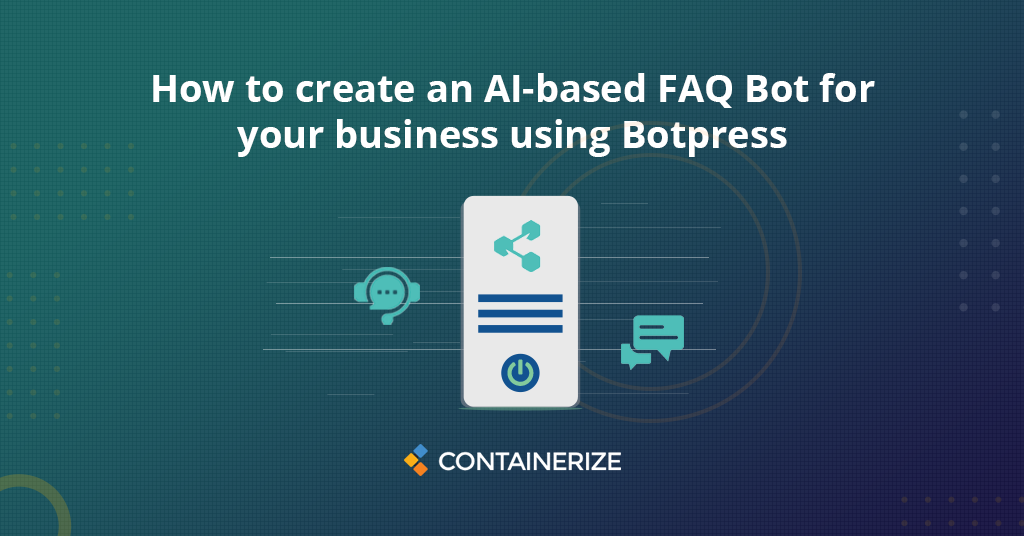 How to create an AI-based FAQ Bot for
your business using Botpress
CONTAINERIZE